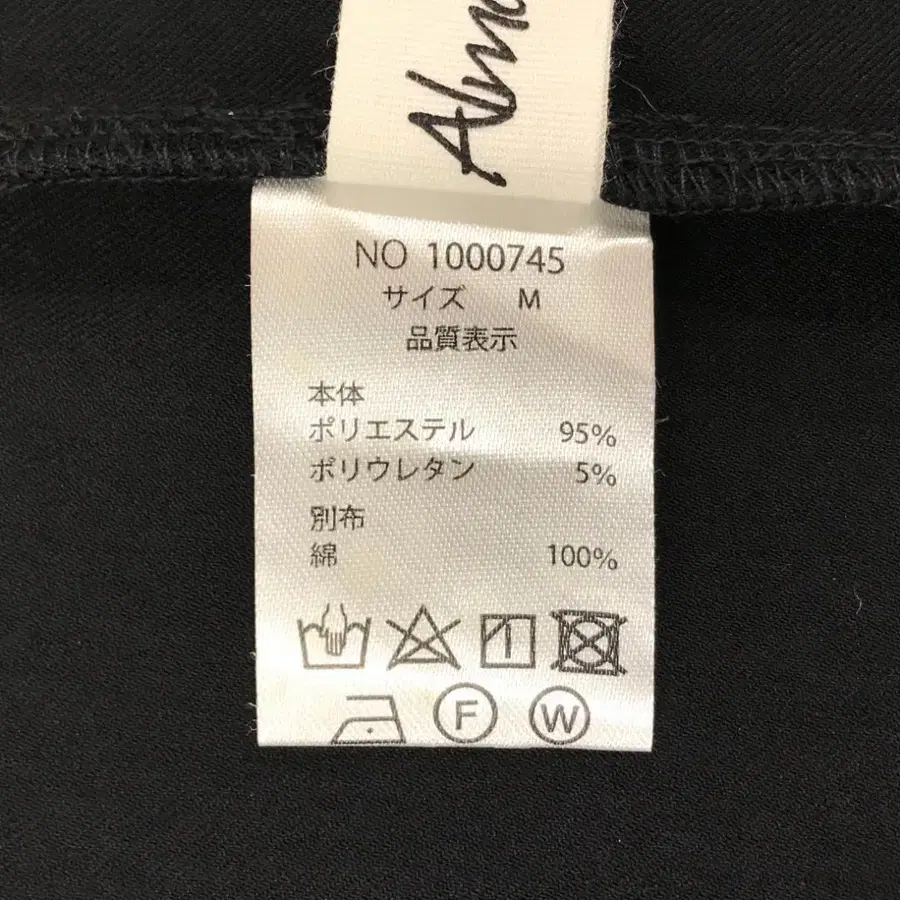 NO 1000745
サイズ M
品質表示
本体
ポリエステル 95%
ポリウレタン 5%
別布
綿 100%
F W